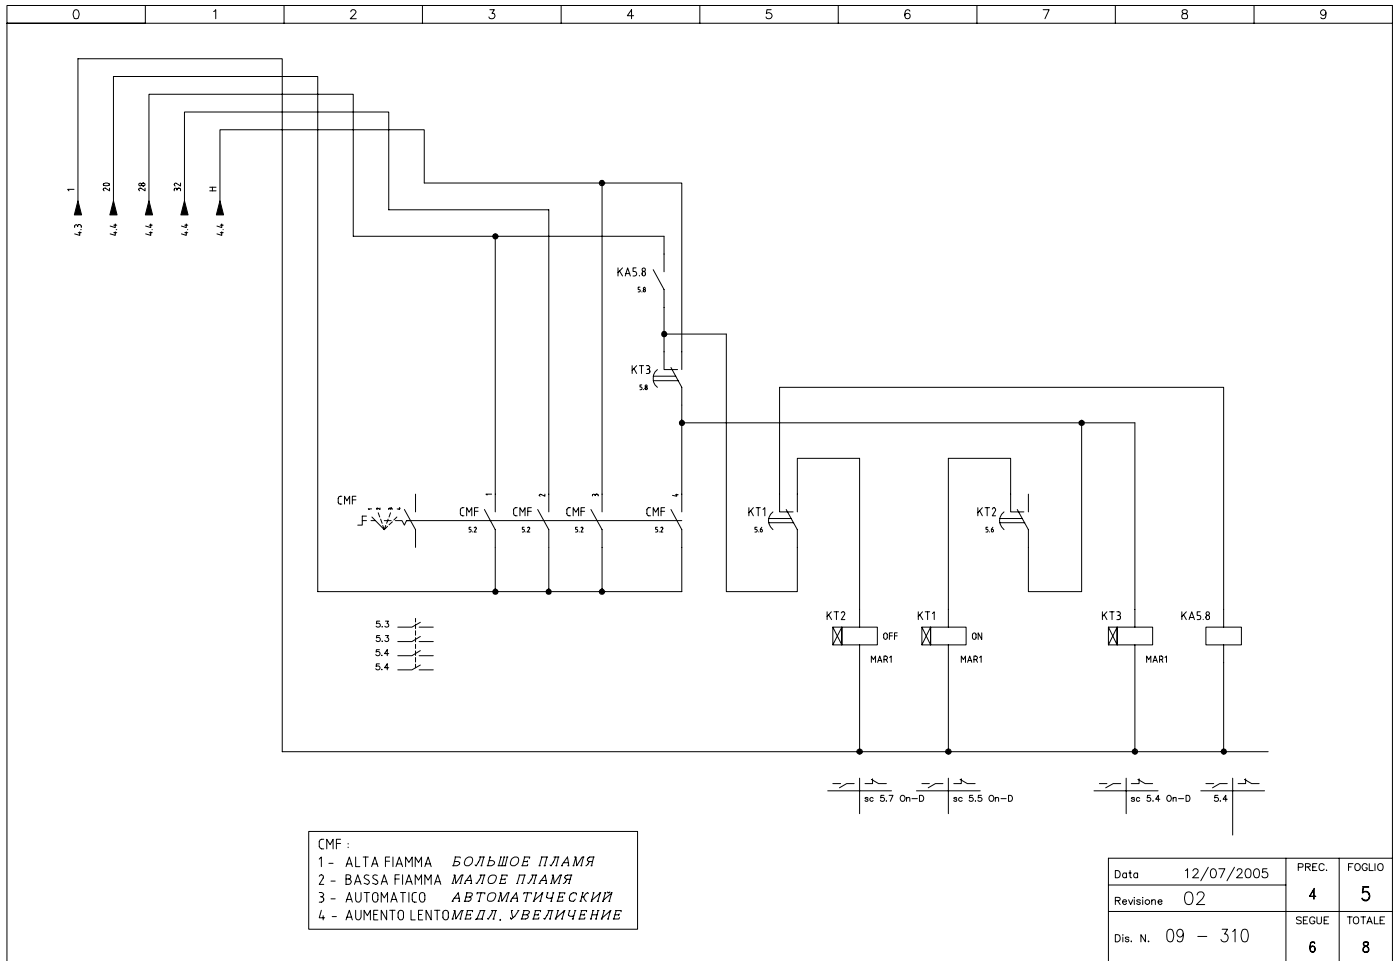 0 1 2 3 4 5 6 7 8 9
1 20 28 32 H
4.3 4.4 4.4 4.4 4.4
KA5.8
5.8
KT3
5.8
1 2 3 4
CMF CMF CMF CMF CMF KT1 KT2
5.2 5.2 5.2 5.2 5.6 5.6
5.3
5.3
5.4
5.4
KT2 KT1 KT3 KA5.8
OFF ON
MAR1 MAR1 MAR1
sc 5.7 On-D sc 5.5 On-D sc 5.4 On-D 5.4
CMF :
1 - ALTA FIAMMA БОЛЬШОЕ ПЛАМЯ
2 - BASSA FIAMMA МАЛОЕ ПЛАМЯ
3 - AUTOMATICO АВТОМАТИЧЕСКИЙ
4 - AUMENTO LENTO МЕДЛ, УВЕЛИЧЕНИЕ
Data 12/07/2005 PREC. FOGLIO
Revisione 02 4 5
Dis. N. 09 - 310 SEGUE TOTALE
6 8